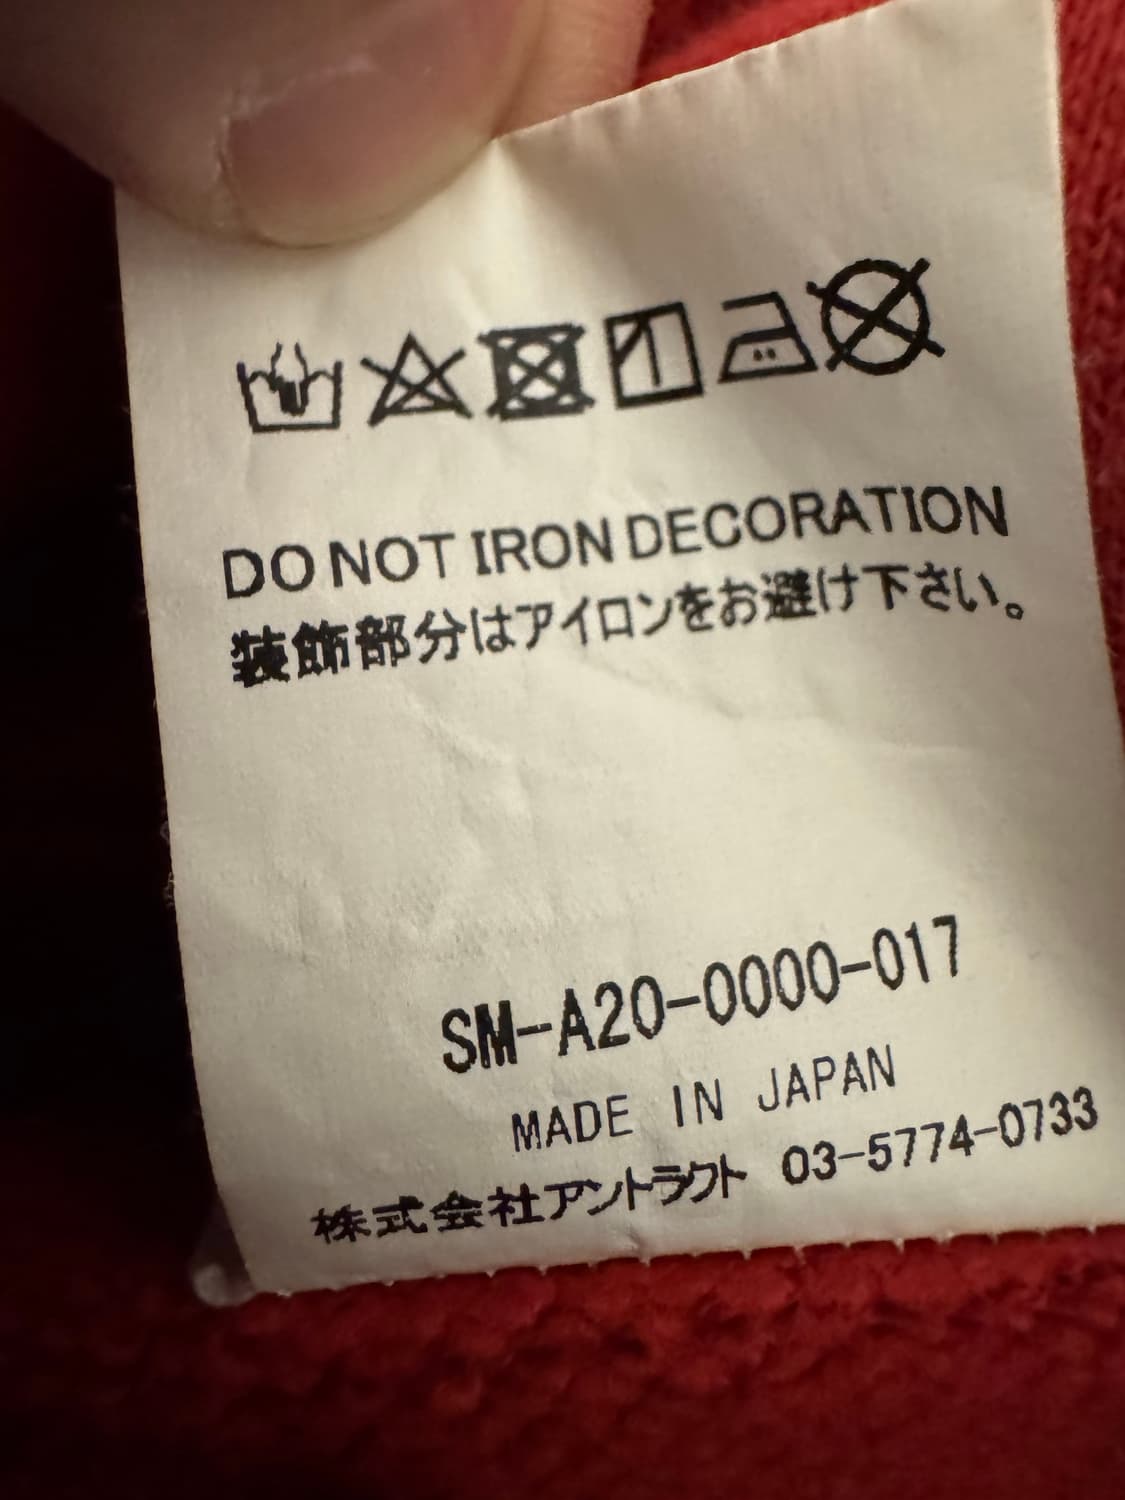 DO NOT IRON DECORATION
装飾部分はアイロンをお避け下さい。
SM-A20-0000-017
MADE IN JAPAN
株式会社アントラクト 03-5774-0733